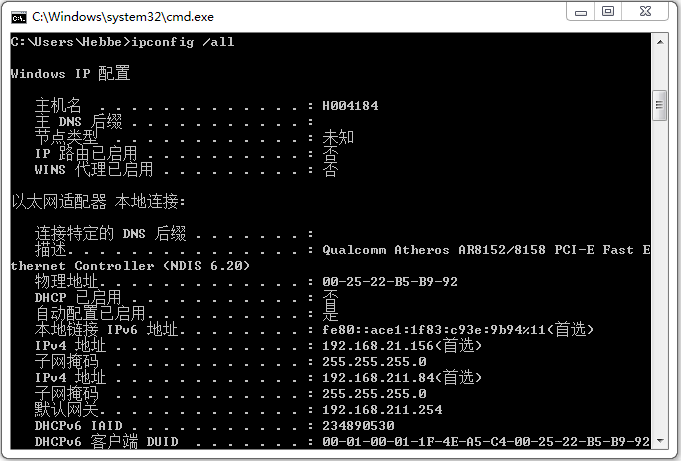 C:\Windows\system32\cmd.exe
C:\Users\Hebbe>ipconfig /all
Windows IP 配置
主机名 . . . . . . . . . . . . . : H004184
主 DNS 后缀 . . . . . . . . . . . :
节点类型 . . . . . . . . . . . . : 未知
IP 路由已启用 . . . . . . . . . . : 否
WINS 代理已启用 . . . . . . . . . : 否
以太网适配器 本地连接:
连接特定的 DNS 后缀 . . . . . . . :
描述. . . . . . . . . . . . . . . : Qualcomm Atheros AR8152/8158 PCI-E Fast E
thernet Controller (NDIS 6.20)
物理地址. . . . . . . . . . . . . : 00-25-22-B5-B9-92
DHCP 已启用 . . . . . . . . . . . : 否
自动配置已启用. . . . . . . . . . : 是
本地链接 IPv6 地址. . . . . . . . : fe80::ace1:1f83:c93e:9b94%11(首选)
IPv4 地址 . . . . . . . . . . . . : 192.168.21.156(首选)
子网掩码 . . . . . . . . . . . . : 255.255.255.0
IPv4 地址 . . . . . . . . . . . . : 192.168.211.84(首选)
子网掩码 . . . . . . . . . . . . : 255.255.255.0
默认网关. . . . . . . . . . . . . : 192.168.211.254
DHCPv6 IAID . . . . . . . . . . . : 234890530
DHCPv6 客户端 DUID . . . . . . . : 00-01-00-01-1F-4E-A5-C4-00-25-22-B5-B9-92